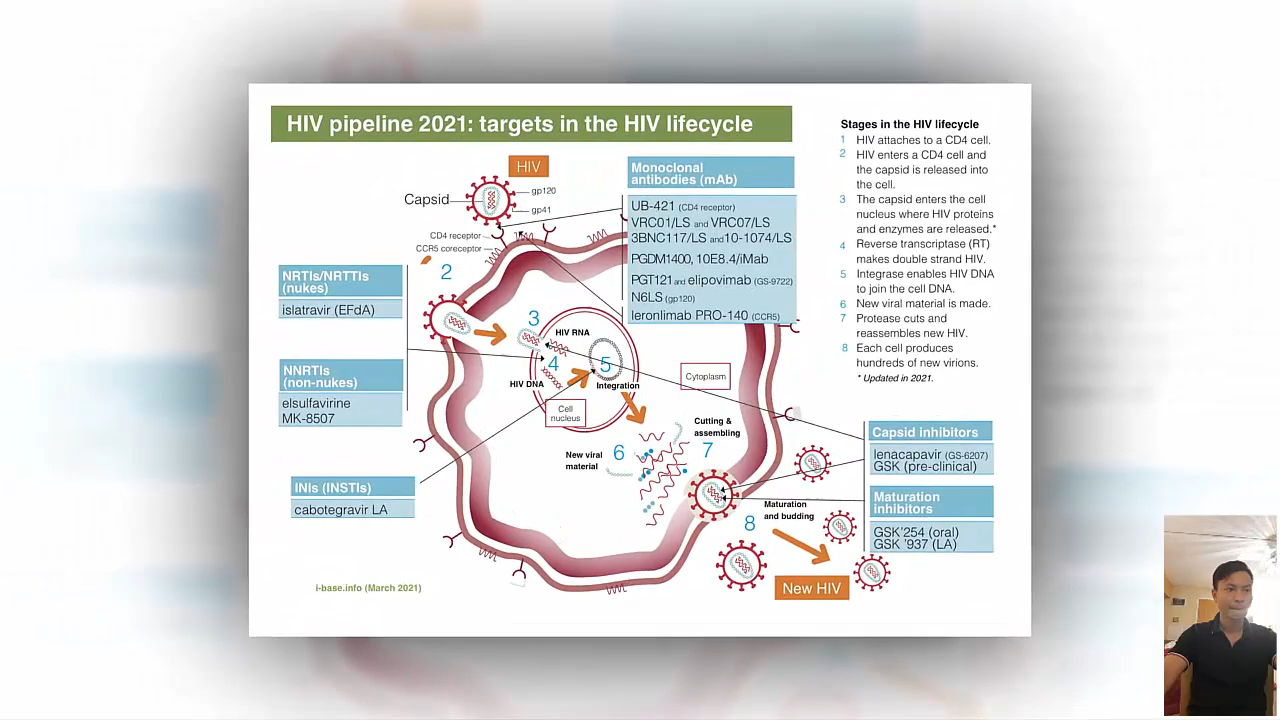 HIV pipeline 2021: targets in the HIV lifecycle
HIV
Capsid
gp120
gp41
CD4 receptor
CCR5 coreceptor
2
NRTIs/NRTTIs
(nukes)
islatravir (EFdA)
NNRTIs
(non-nukes)
elsulfavirine
MK-8507
INIs (INSTIs)
cabotegravir LA
Monoclonal
antibodies (mAb)
UB-421 (CD4 receptor)
VRC01/LS and VRC07/LS
3BNC117/LS and 10-1074/LS
PGDM1400, 10E8.4/iMab
PGT121 and elipovimab (GS-9722)
N6LS (gp120)
leronlimab PRO-140 (CCR5)
3
HIV RNA
4
5
HIV DNA
Integration
Cell
nucleus
Cytoplasm
Cutting &
assembling
6
7
New viral
material
8
Maturation
and budding
New HIV
Stages in the HIV lifecycle
1 HIV attaches to a CD4 cell.
2 HIV enters a CD4 cell and
the capsid is released into
the cell.
3 The capsid enters the cell
nucleus where HIV proteins
and enzymes are released.*
4 Reverse transcriptase (RT)
makes double strand HIV.
5 Integrase enables HIV DNA
to join the cell DNA.
6 New viral material is made.
7 Protease cuts and
reassembles new HIV.
8 Each cell produces
hundreds of new virions.
* Updated in 2021.
Capsid inhibitors
lenacapavir (GS-6207)
GSK (pre-clinical)
Maturation
inhibitors
GSK'254 (oral)
GSK '937 (LA)
i-base.info (March 2021)